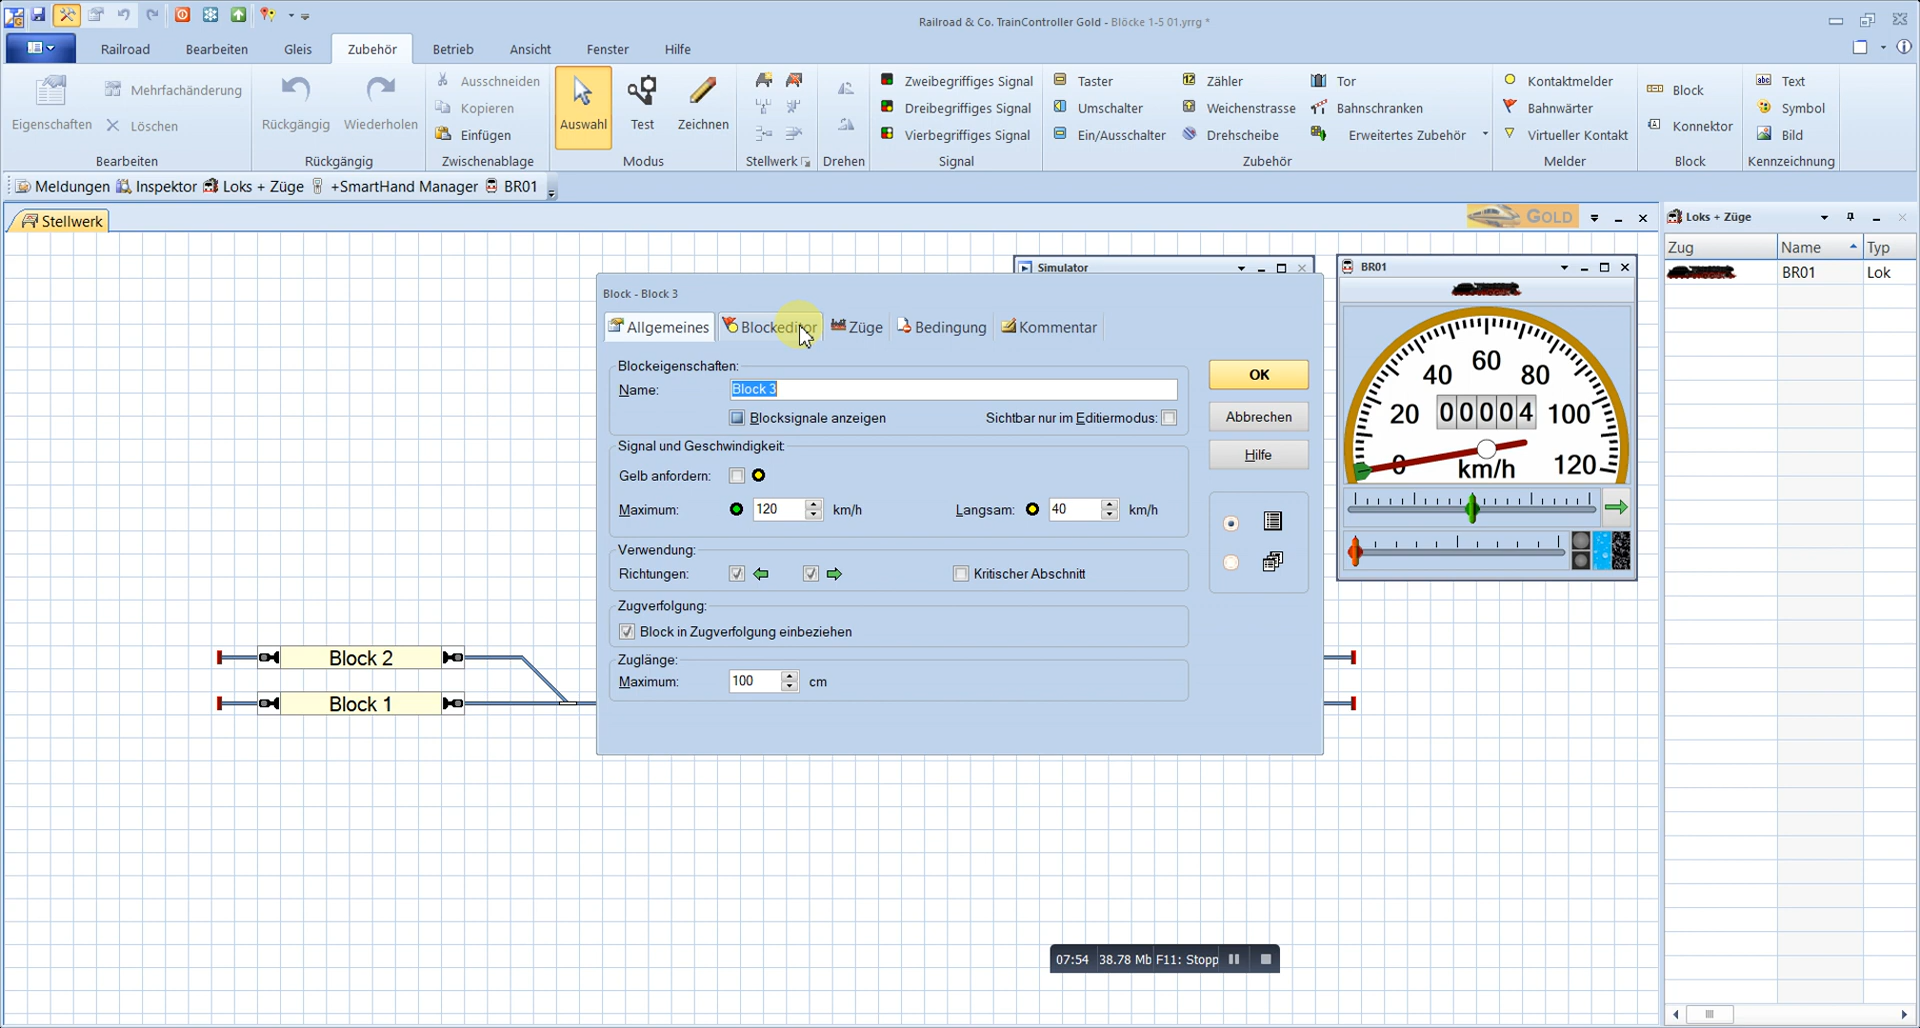 Railroad & Co. TrainController Gold - Blöcke 1-5 01.yrrg *
Railroad Bearbeiten Gleis Zubehör Betrieb Ansicht Fenster Hilfe
Eigenschaften
Mehrfachänderung
Löschen
Bearbeiten
Rückgängig
Wiederholen
Rückgängig
Ausschneiden
Kopieren
Einfügen
Zwischenablage
Auswahl
Test
Zeichnen
Modus
Stellwerk
Drehen
Zweibegriffiges Signal
Dreibegriffiges Signal
Vierbegriffiges Signal
Signal
Taster
Umschalter
Ein/Ausschalter
Zähler
Weichenstrasse
Drehscheibe
Tor
Bahnschranken
Erweitertes Zubehör
Zubehör
Kontaktmelder
Bahnwärter
Virtueller Kontakt
Melder
Block
Konnektor
Block
abc Text
Symbol
Bild
Kennzeichnung
Meldungen Inspektor Loks + Züge +SmartHand Manager BR01
Stellwerk
GOLD
Loks + Züge
Zug Name Typ
BR01 Lok
Simulator
BR01
0 20 40 60 80 100 120
00004
km/h
Block - Block 3
Allgemeines Blockeditor Züge Bedingung Kommentar
Blockeigenschaften:
Name: Block 3
Blocksignale anzeigen Sichtbar nur im Editiermodus:
Signal und Geschwindigkeit:
Gelb anfordern:
Maximum: 120 km/h Langsam: 40 km/h
Verwendung:
Richtungen: Kritischer Abschnitt
Zugverfolgung:
Block in Zugverfolgung einbeziehen
Zuglänge:
Maximum: 100 cm
OK
Abbrechen
Hilfe
Block 2
Block 1
07:54 38.78 Mb F11: Stopp